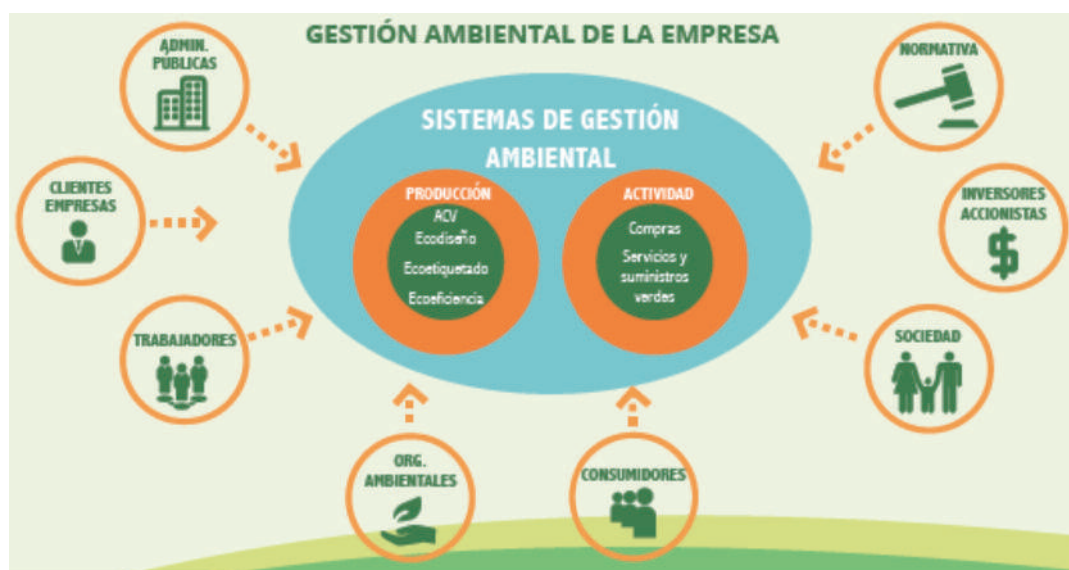 GESTIÓN AMBIENTAL DE LA EMPRESA
ADMIN.
PÚBLICAS
NORMATIVA
SISTEMAS DE GESTIÓN
AMBIENTAL
CLIENTES
EMPRESAS
PRODUCCIÓN
ACV
Ecodiseño
Ecoetiquetado
Ecoeficiencia
ACTIVIDAD
Compras
Servicios y
suministros
verdes
INVERSORES
ACCIONISTAS
$
TRABAJADORES
SOCIEDAD
ORG.
AMBIENTALES
CONSUMIDORES